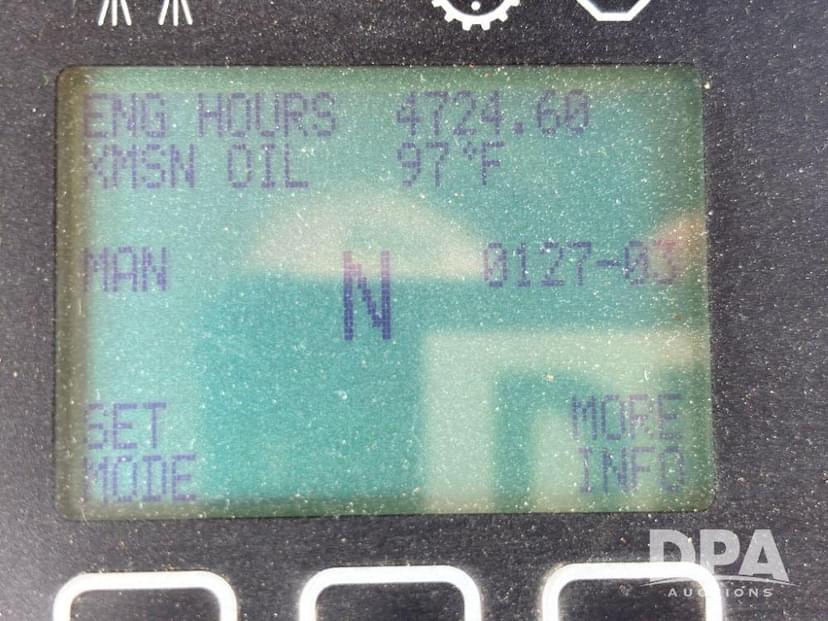 ENG HOURS 4724.60
XMSN OIL 97°F
MAN N 0127-03
SET MORE
MODE INFO
DPA
AUCTIONS